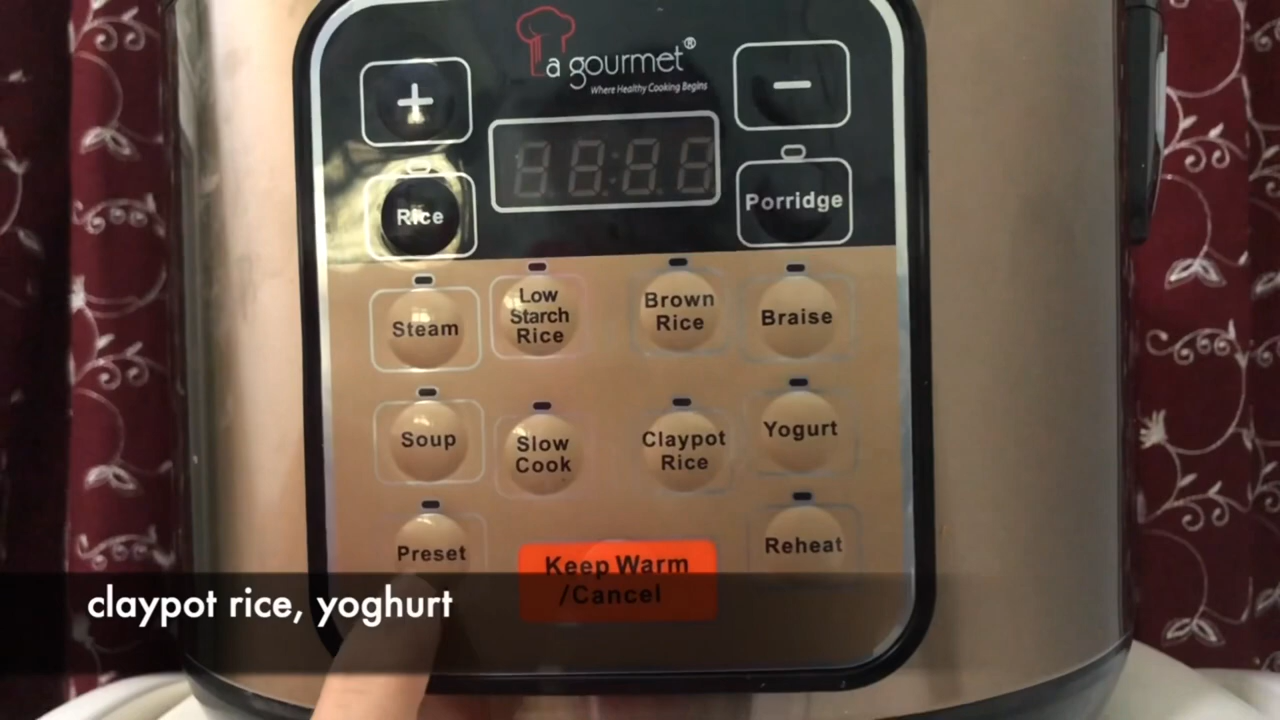 La gourmet®
Where Healthy Cooking Begins
+
−
Rice
Porridge
Steam
Low
Starch
Rice
Brown
Rice
Braise
Soup
Slow
Cook
Claypot
Rice
Yogurt
Preset
Keep Warm
/Cancel
Reheat
claypot rice, yoghurt